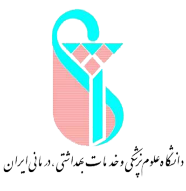 دانشگاه علوم پزشکی و خدمات بهداشتی ، درمانی ایران